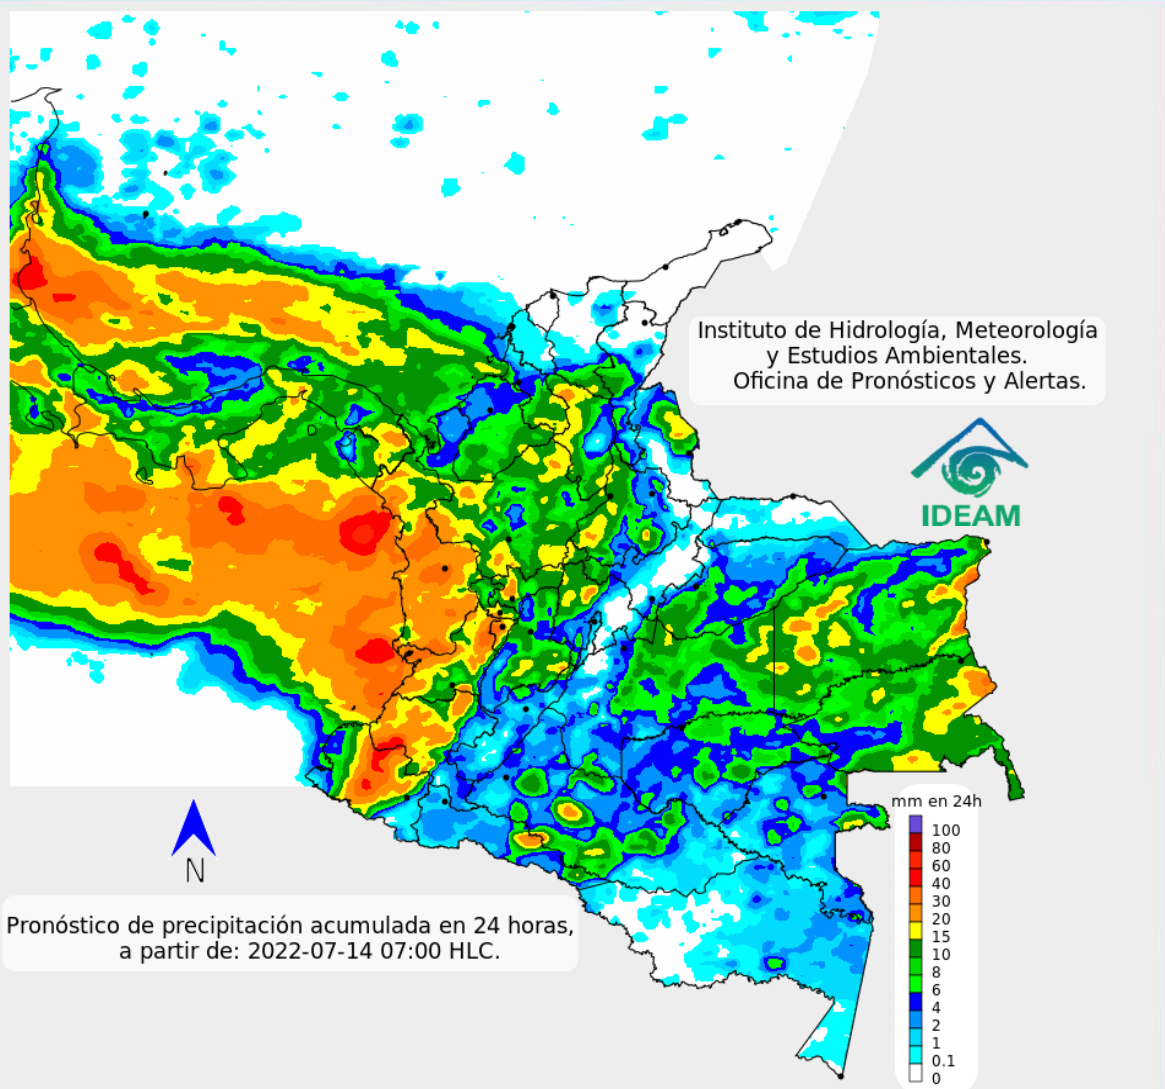 Instituto de Hidrología, Meteorología
y Estudios Ambientales.
Oficina de Pronósticos y Alertas.
IDEAM
mm en 24h
100
80
60
40
30
20
15
10
8
6
4
2
1
0.1
0
N
Pronóstico de precipitación acumulada en 24 horas,
a partir de: 2022-07-14 07:00 HLC.